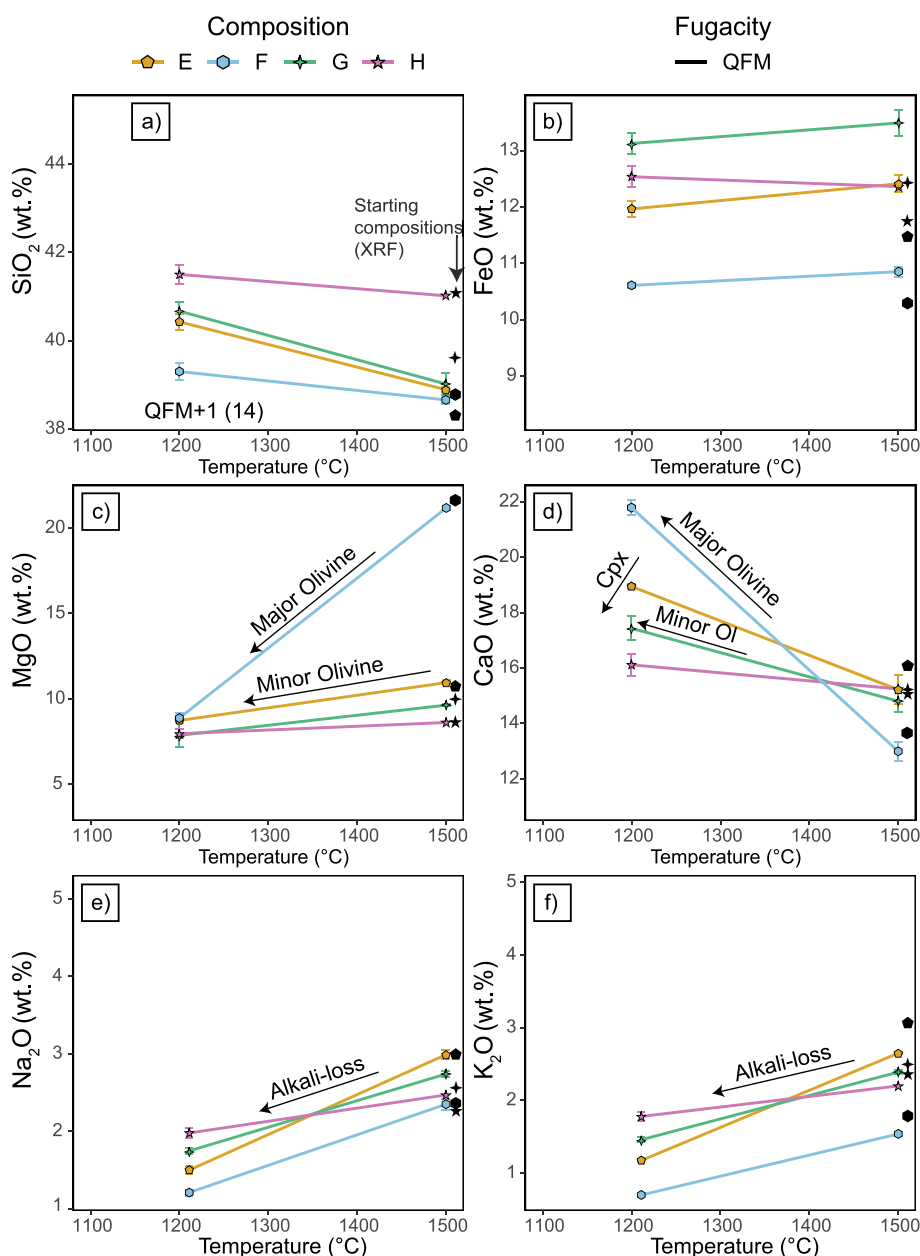 Composition Fugacity
E F G H QFM
a)
SiO2 (wt.%)
44
42
40
38
Starting
compositions
(XRF)
QFM+1 (14)
1100 1200 1300 1400 1500
Temperature (°C)
b)
FeO (wt.%)
13
12
11
10
9
1100 1200 1300 1400 1500
Temperature (°C)
c)
MgO (wt.%)
20
15
10
5
Major Olivine
Minor Olivine
1100 1200 1300 1400 1500
Temperature (°C)
d)
CaO (wt.%)
22
20
18
16
14
12
Major Olivine
Cpx
Minor Ol
1100 1200 1300 1400 1500
Temperature (°C)
e)
Na2O (wt.%)
5
4
3
2
1
Alkali-loss
1100 1200 1300 1400 1500
Temperature (°C)
f)
K2O (wt.%)
5
4
3
2
1
Alkali-loss
1100 1200 1300 1400 1500
Temperature (°C)